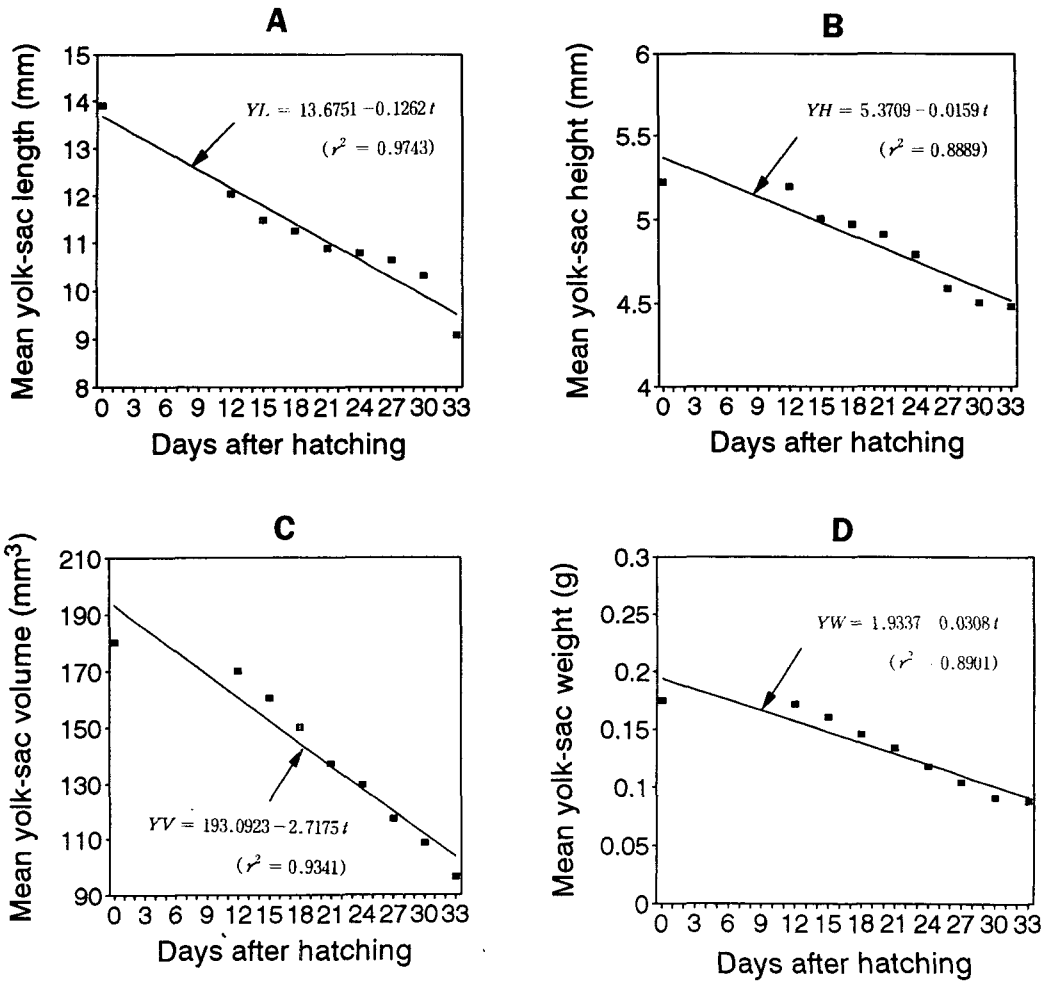 A
Mean yolk-sac length (mm)
15
14
13
12
11
10
9
8
YL = 13.6751 − 0.1262 t
(r² = 0.9743)
0 3 6 9 12 15 18 21 24 27 30 33
Days after hatching
B
Mean yolk-sac height (mm)
6
5.5
5
4.5
4
YH = 5.3709 − 0.0159 t
(r² = 0.8889)
0 3 6 9 12 15 18 21 24 27 30 33
Days after hatching
C
Mean yolk-sac volume (mm³)
210
190
170
150
130
110
90
YV = 193.0923 − 2.7175 t
(r² = 0.9341)
0 3 6 9 12 15 18 21 24 27 30 33
Days after hatching
D
Mean yolk-sac weight (g)
0.3
0.25
0.2
0.15
0.1
0.05
0
YW = 1.9337 0.0308 t
(r² 0.8901)
0 3 6 9 12 15 18 21 24 27 30 33
Days after hatching